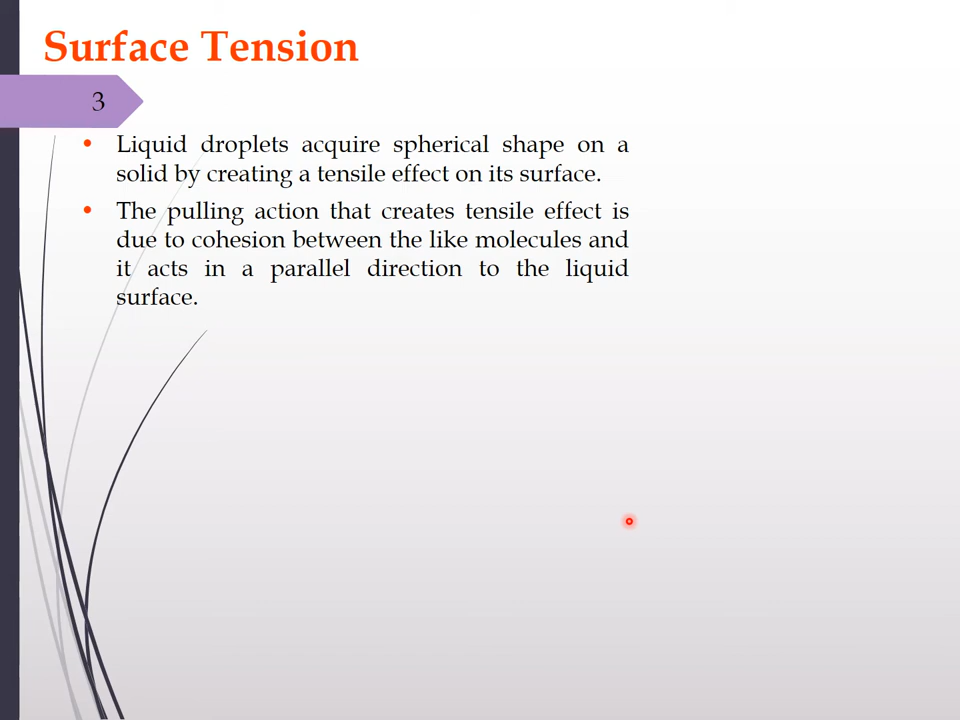 Surface Tension
3
• Liquid droplets acquire spherical shape on a
solid by creating a tensile effect on its surface.
• The pulling action that creates tensile effect is
due to cohesion between the like molecules and
it acts in a parallel direction to the liquid
surface.